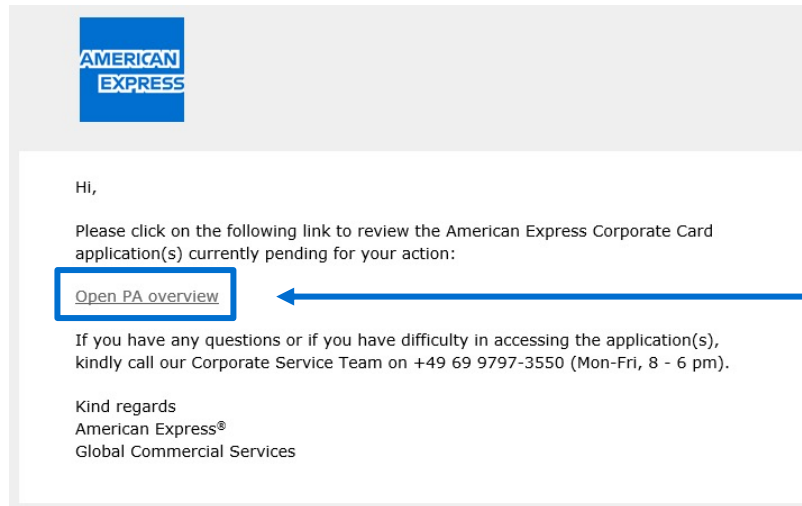 AMERICAN
EXPRESS
Hi,
Please click on the following link to review the American Express Corporate Card
application(s) currently pending for your action:
Open PA overview
If you have any questions or if you have difficulty in accessing the application(s),
kindly call our Corporate Service Team on +49 69 9797-3550 (Mon-Fri, 8 - 6 pm).
Kind regards
American Express®
Global Commercial Services